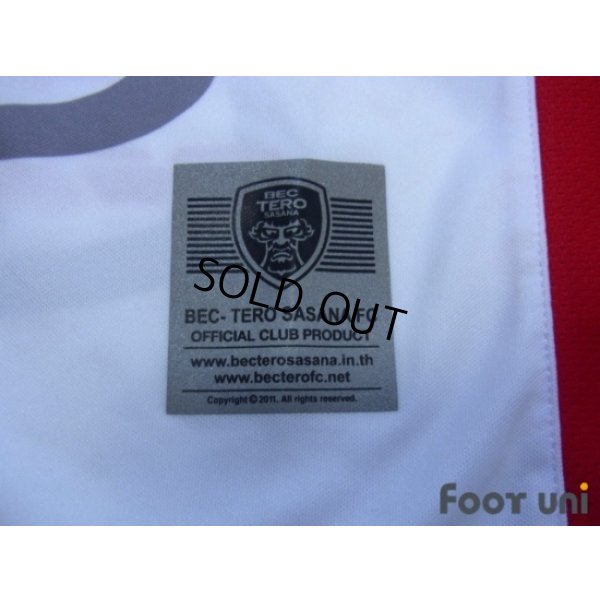 BEC
TERO
SASANA
SOLD OUT
BEC- TERO SASANA FC
OFFICIAL CLUB PRODUCT
www.becterosasana.in.th
www.becterofc.net
Copyright © 2011. All rights reserved.
FOOT UNI